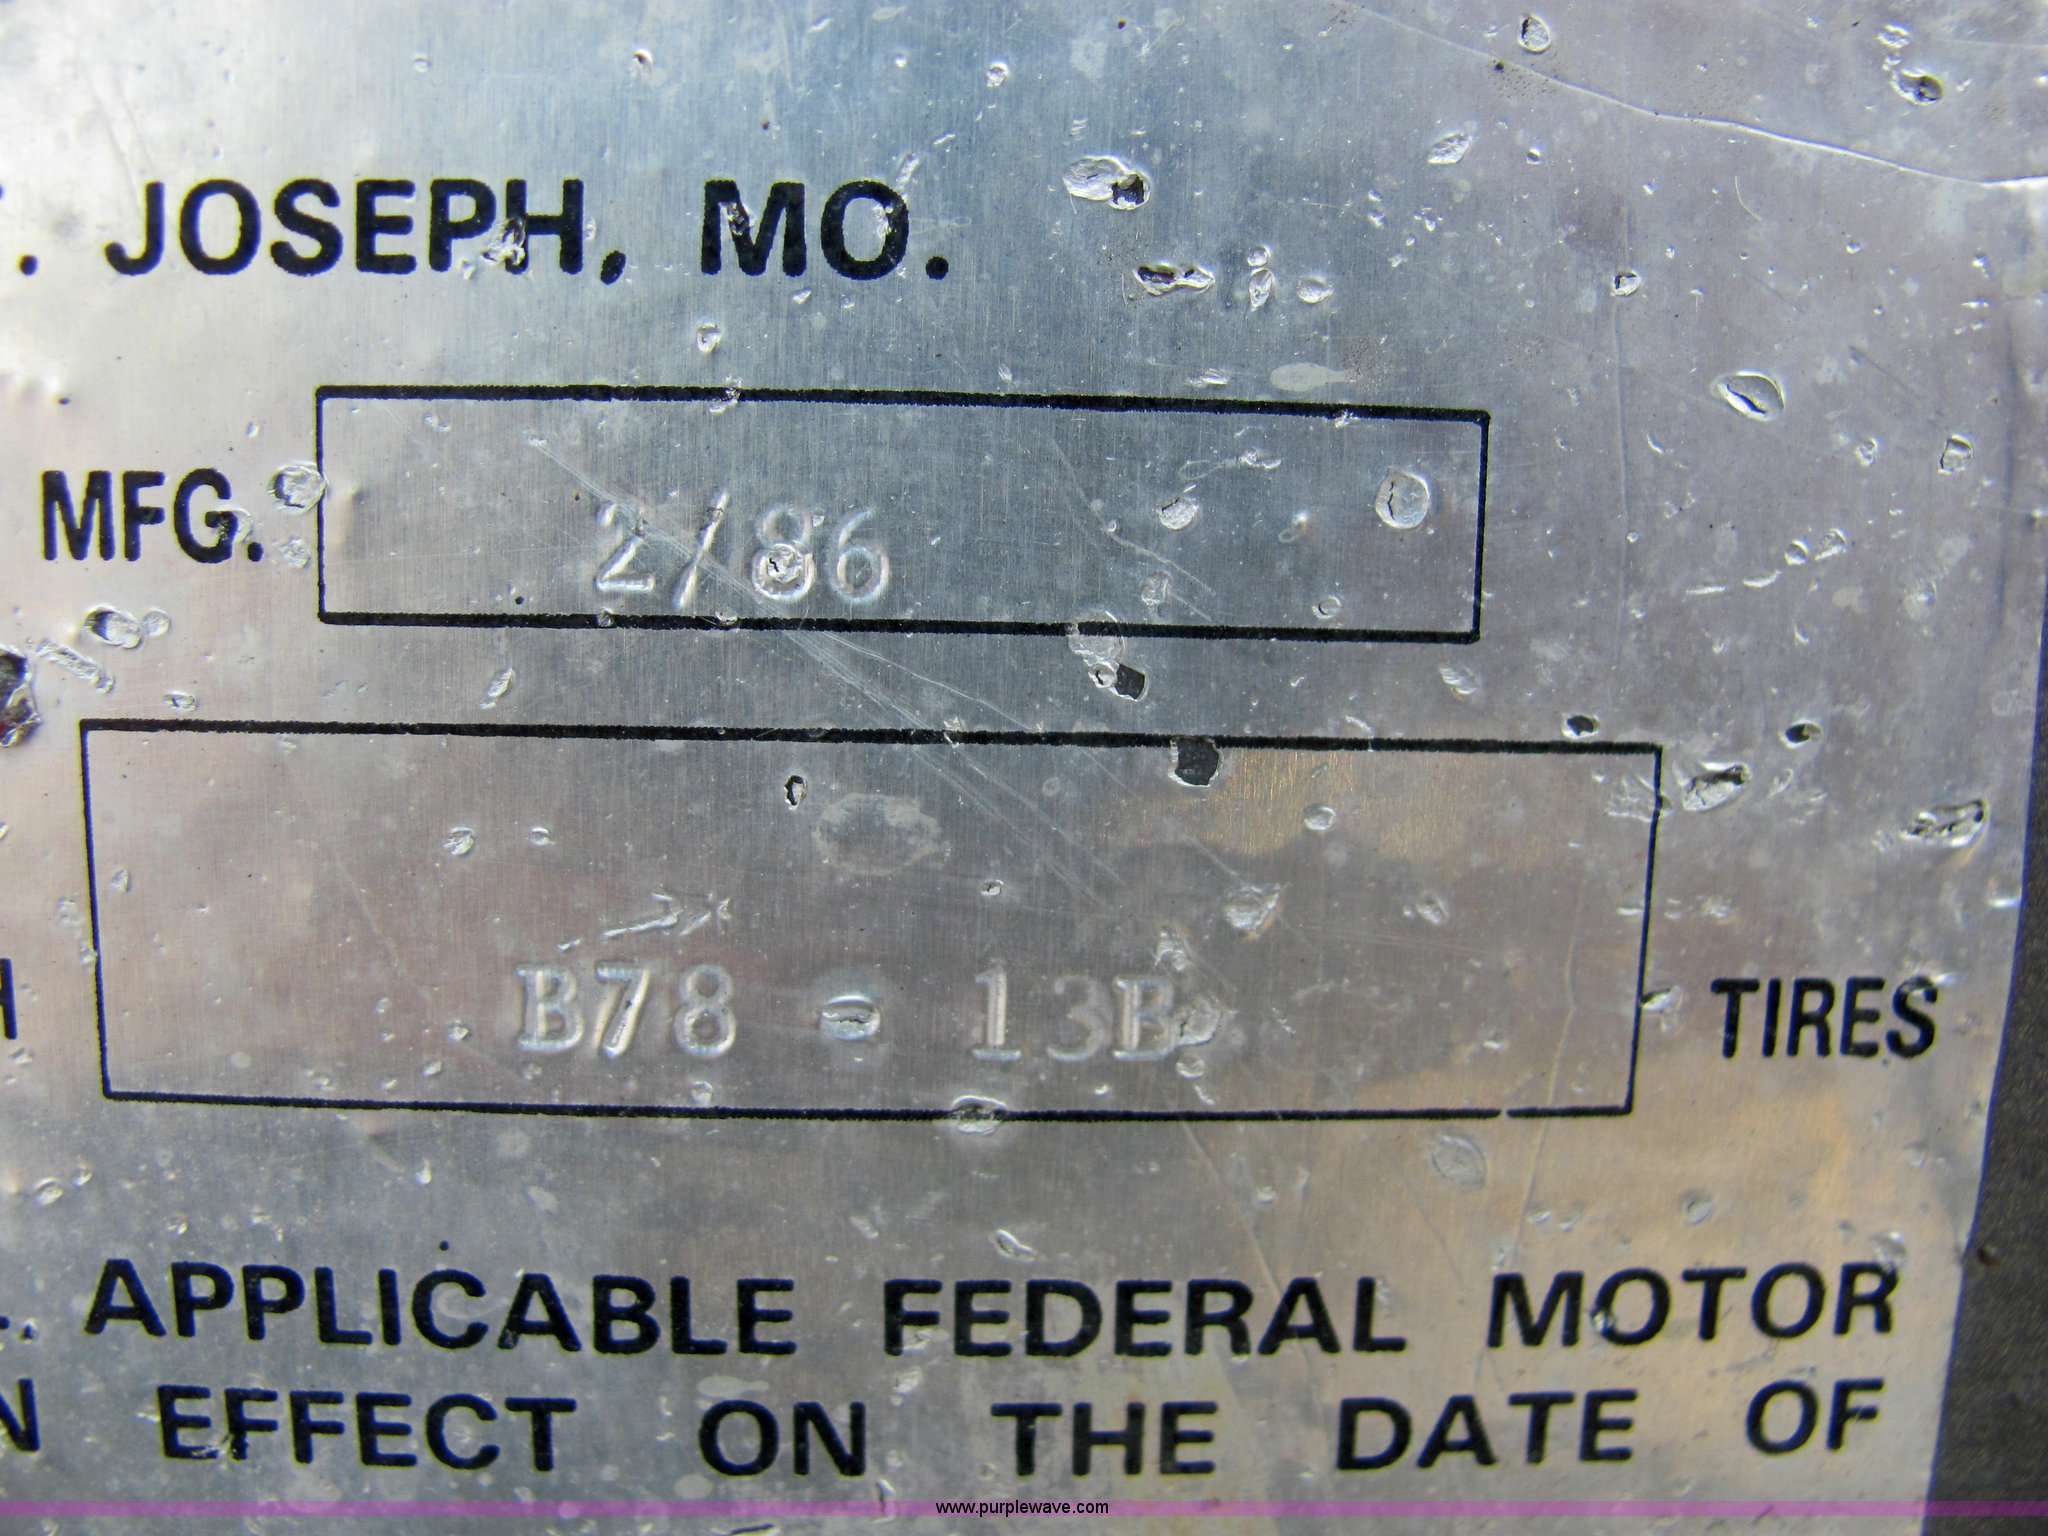 . JOSEPH, MO.
MFG. 2/86
B78 - 13B TIRES
. APPLICABLE FEDERAL MOTOR
N EFFECT ON THE DATE OF
www.purplewave.com